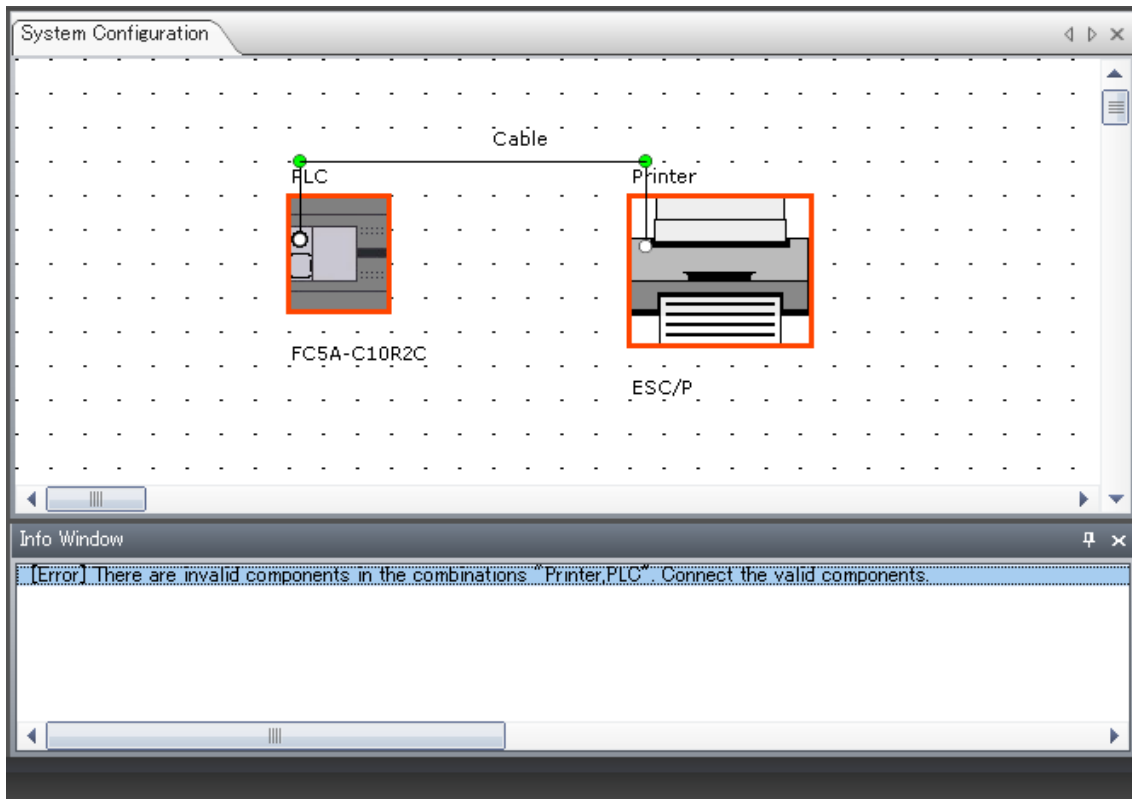 System Configuration
Cable
PLC
Printer
FC5A-C10R2C
ESC/P
Info Window
[Error] There are invalid components in the combinations "Printer,PLC". Connect the valid components.